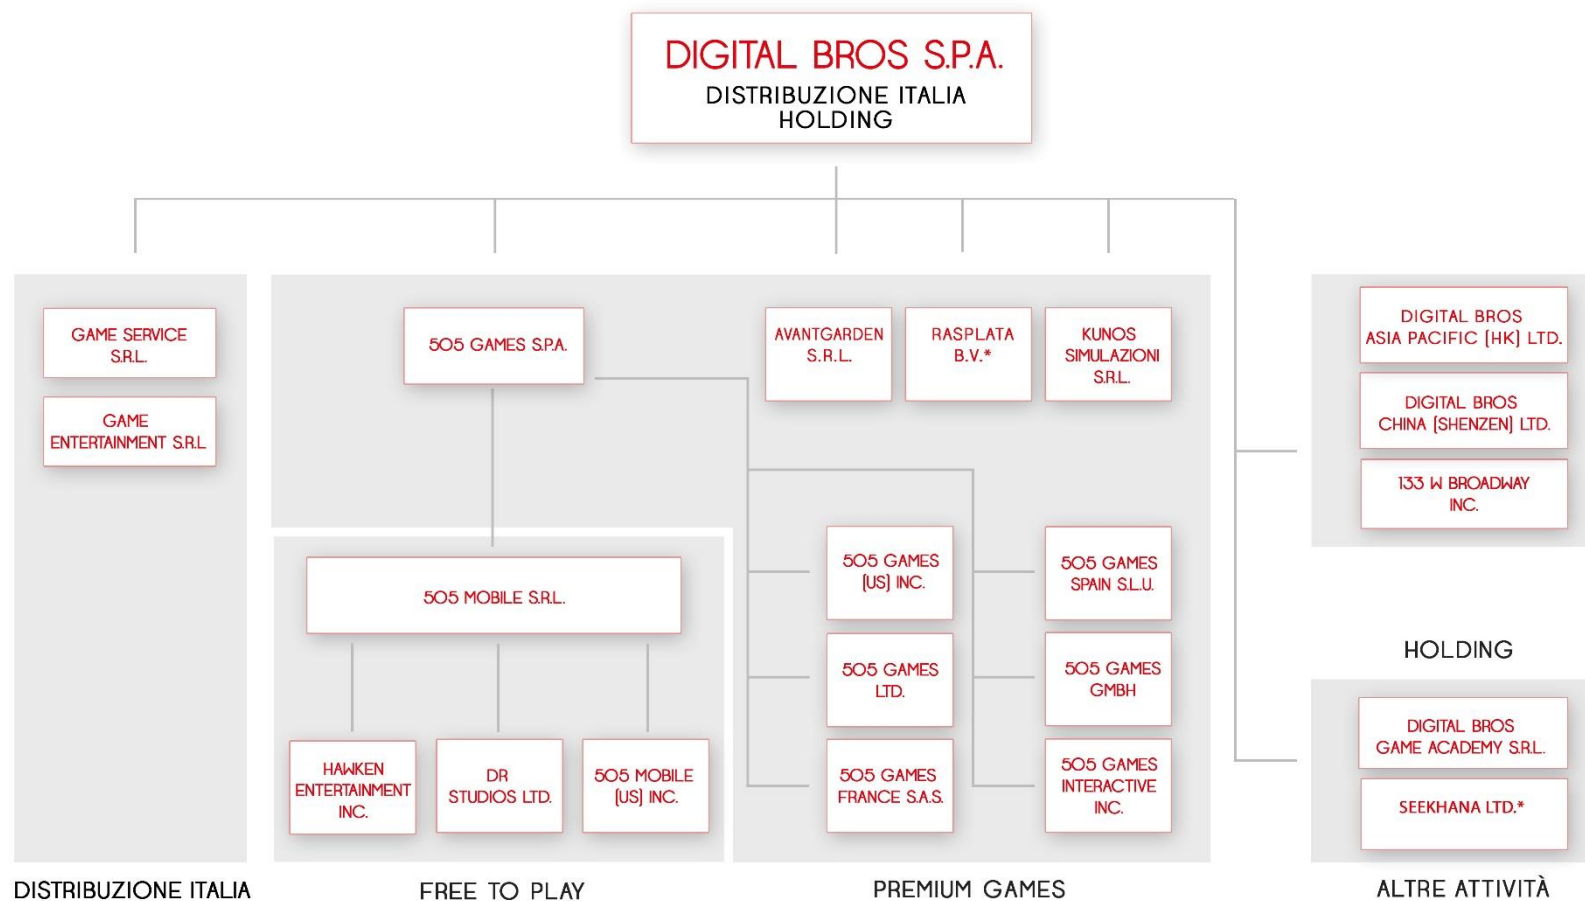 DIGITAL BROS S.P.A.
DISTRIBUZIONE ITALIA
HOLDING
GAME SERVICE
S.R.L.
GAME
ENTERTAINMENT S.R.L
DISTRIBUZIONE ITALIA
505 GAMES S.P.A.
505 MOBILE S.R.L.
HAWKEN
ENTERTAINMENT
INC.
DR
STUDIOS LTD.
505 MOBILE
(US) INC.
FREE TO PLAY
AVANTGARDEN
S.R.L.
RASPLATA
B.V.*
KUNOS
SIMULAZIONI
S.R.L.
505 GAMES
(US) INC.
505 GAMES
SPAIN S.L.U.
505 GAMES
LTD.
505 GAMES
GMBH
505 GAMES
FRANCE S.A.S.
505 GAMES
INTERACTIVE
INC.
PREMIUM GAMES
DIGITAL BROS
ASIA PACIFIC (HK) LTD.
DIGITAL BROS
CHINA (SHENZEN) LTD.
133 W BROADWAY
INC.
HOLDING
DIGITAL BROS
GAME ACADEMY S.R.L.
SEEKHANA LTD.*
ALTRE ATTIVITÀ